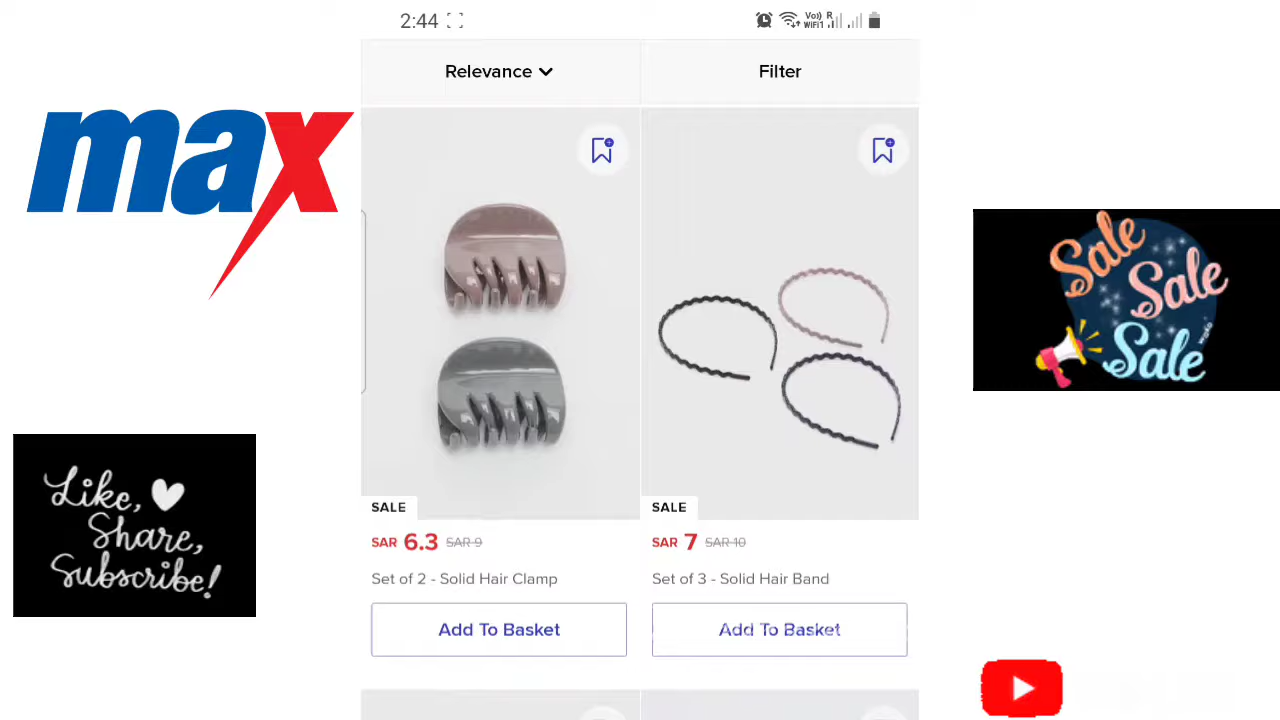 2:44
Vo)) R
WiFi1
Relevance
Filter
max
SALE
SALE
SAR 6.3 SAR 9
SAR 7 SAR 10
Set of 2 - Solid Hair Clamp
Set of 3 - Solid Hair Band
Add To Basket
Add To Basket
Sale
Sale
Sale
Like,
Share,
Subscribe!